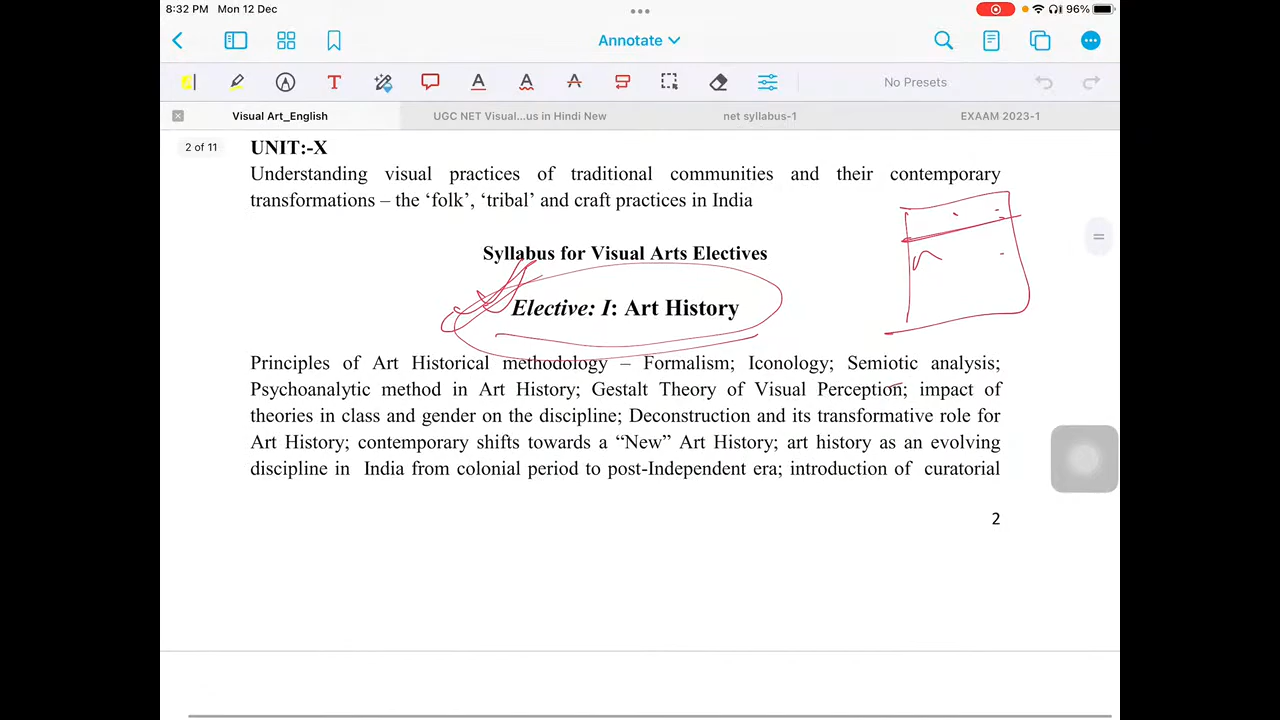 8:32 PM Mon 12 Dec
96%
Annotate
No Presets
Visual Art_English
UGC NET Visual...us in Hindi New
net syllabus-1
EXAAM 2023-1
2 of 11
UNIT:-X
Understanding visual practices of traditional communities and their contemporary
transformations – the ‘folk’, ‘tribal’ and craft practices in India
Syllabus for Visual Arts Electives
Elective: I: Art History
Principles of Art Historical methodology – Formalism; Iconology; Semiotic analysis;
Psychoanalytic method in Art History; Gestalt Theory of Visual Perception; impact of
theories in class and gender on the discipline; Deconstruction and its transformative role for
Art History; contemporary shifts towards a “New” Art History; art history as an evolving
discipline in India from colonial period to post-Independent era; introduction of curatorial
2